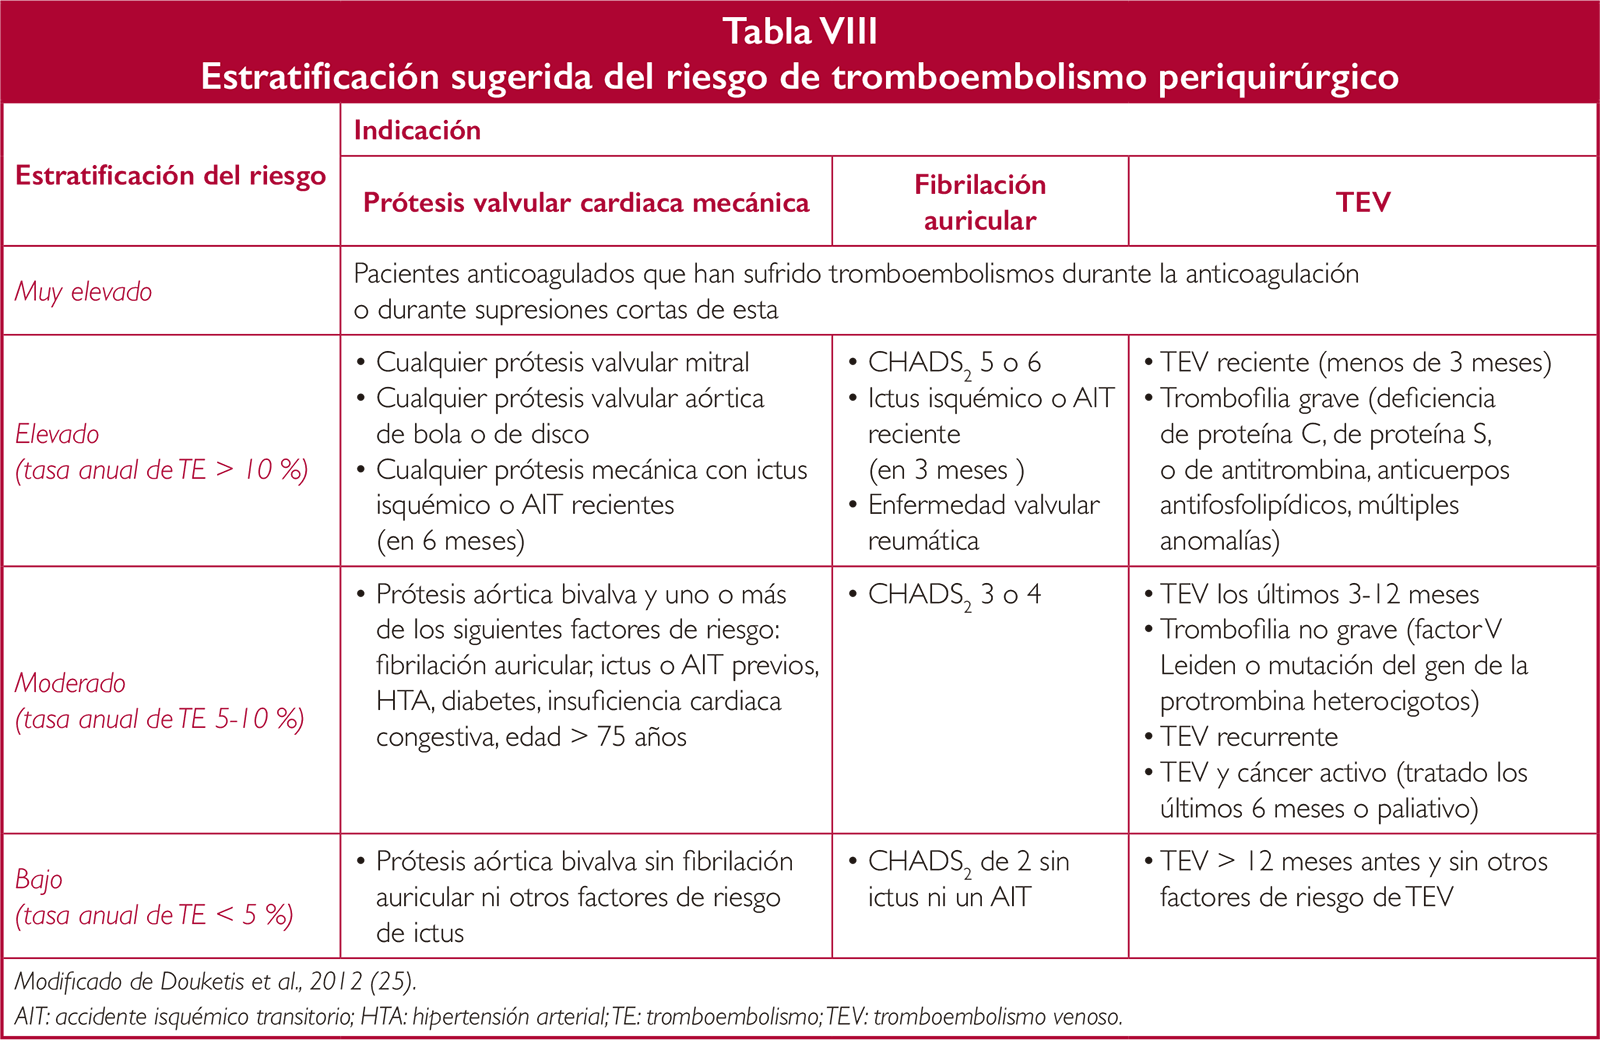 Tabla VIII
Estratificación sugerida del riesgo de tromboembolismo periquirúrgico
Estratificación del riesgo
Indicación
Prótesis valvular cardiaca mecánica
Fibrilación
auricular
TEV
Muy elevado
Pacientes anticoagulados que han sufrido tromboembolismos durante la anticoagulación
o durante supresiones cortas de esta
Elevado
(tasa anual de TE > 10 %)
• Cualquier prótesis valvular mitral
• Cualquier prótesis valvular aórtica
de bola o de disco
• Cualquier prótesis mecánica con ictus
isquémico o AIT recientes
(en 6 meses)
• CHADS₂ 5 o 6
• Ictus isquémico o AIT
reciente
(en 3 meses )
• Enfermedad valvular
reumática
• TEV reciente (menos de 3 meses)
• Trombofilia grave (deficiencia
de proteína C, de proteína S,
o de antitrombina, anticuerpos
antifosfolipídicos, múltiples
anomalías)
Moderado
(tasa anual de TE 5-10 %)
• Prótesis aórtica bivalva y uno o más
de los siguientes factores de riesgo:
fibrilación auricular, ictus o AIT previos,
HTA, diabetes, insuficiencia cardiaca
congestiva, edad > 75 años
• CHADS₂ 3 o 4
• TEV los últimos 3-12 meses
• Trombofilia no grave (factor V
Leiden o mutación del gen de la
protrombina heterocigotos)
• TEV recurrente
• TEV y cáncer activo (tratado los
últimos 6 meses o paliativo)
Bajo
(tasa anual de TE < 5 %)
• Prótesis aórtica bivalva sin fibrilación
auricular ni otros factores de riesgo
de ictus
• CHADS₂ de 2 sin
ictus ni un AIT
• TEV > 12 meses antes y sin otros
factores de riesgo de TEV
Modificado de Douketis et al., 2012 (25).
AIT: accidente isquémico transitorio; HTA: hipertensión arterial; TE: tromboembolismo; TEV: tromboembolismo venoso.